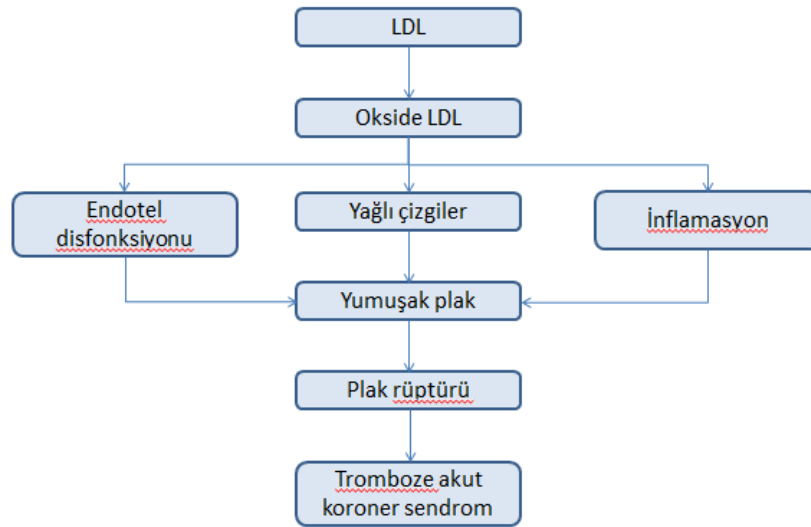 LDL
Okside LDL
Endotel
disfonksiyonu
Yağlı çizgiler
İnflamasyon
Yumuşak plak
Plak rüptürü
Tromboze akut
koroner sendrom